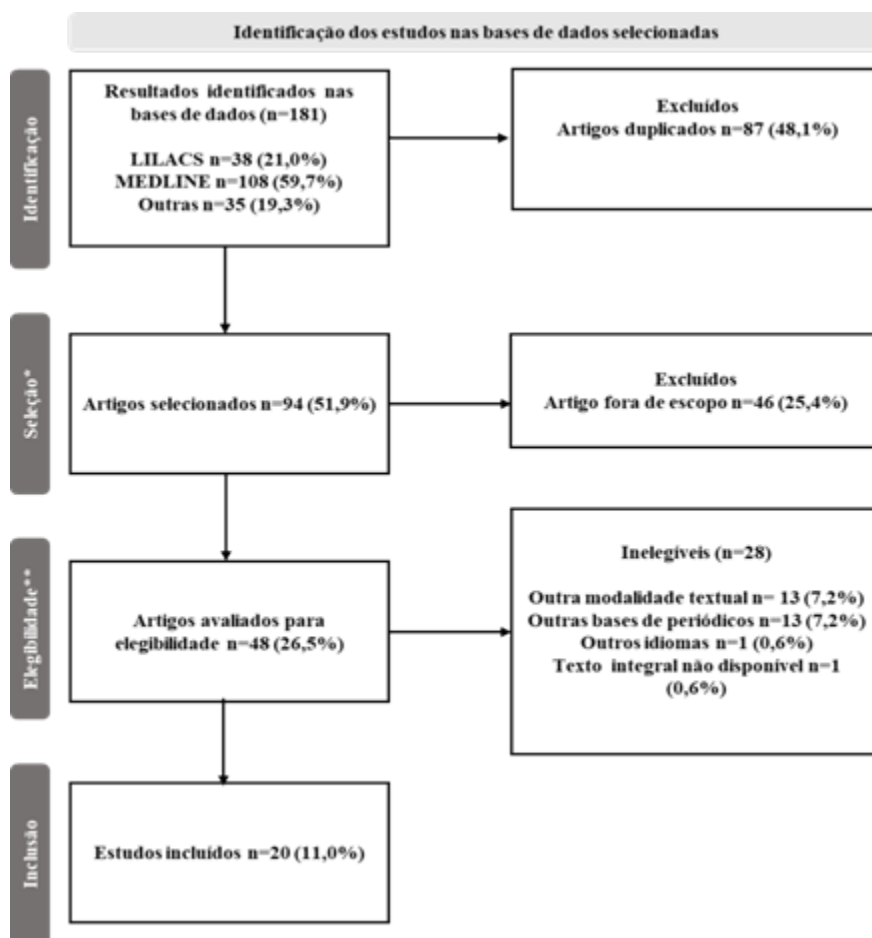 Identificação dos estudos nas bases de dados selecionadas
Identificação
Resultados identificados nas
bases de dados (n=181)
LILACS n=38 (21,0%)
MEDLINE n=108 (59,7%)
Outras n=35 (19,3%)
Excluídos
Artigos duplicados n=87 (48,1%)
Seleção*
Artigos selecionados n=94 (51,9%)
Excluídos
Artigo fora de escopo n=46 (25,4%)
Elegibilidade**
Artigos avaliados para
elegibilidade n=48 (26,5%)
Inelegíveis (n=28)
Outra modalidade textual n= 13 (7,2%)
Outras bases de periódicos n=13 (7,2%)
Outros idiomas n=1 (0,6%)
Texto integral não disponível n=1
(0,6%)
Inclusão
Estudos incluídos n=20 (11,0%)